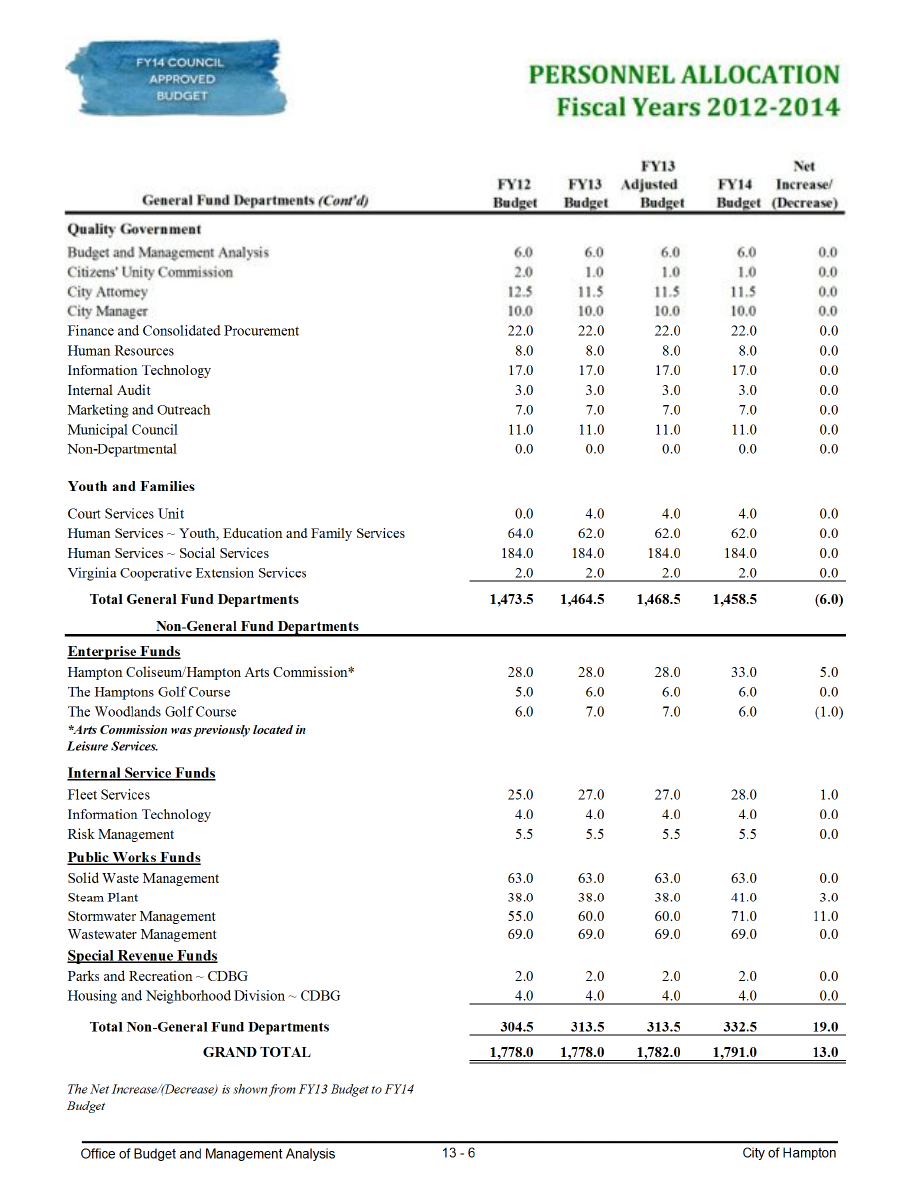 FY14 COUNCIL
APPROVED
BUDGET
PERSONNEL ALLOCATION
Fiscal Years 2012-2014
FY13 Net
FY12 FY13 Adjusted FY14 Increase/
General Fund Departments (Cont'd) Budget Budget Budget Budget (Decrease)
Quality Government
Budget and Management Analysis 6.0 6.0 6.0 6.0 0.0
Citizens' Unity Commission 2.0 1.0 1.0 1.0 0.0
City Attorney 12.5 11.5 11.5 11.5 0.0
City Manager 10.0 10.0 10.0 10.0 0.0
Finance and Consolidated Procurement 22.0 22.0 22.0 22.0 0.0
Human Resources 8.0 8.0 8.0 8.0 0.0
Information Technology 17.0 17.0 17.0 17.0 0.0
Internal Audit 3.0 3.0 3.0 3.0 0.0
Marketing and Outreach 7.0 7.0 7.0 7.0 0.0
Municipal Council 11.0 11.0 11.0 11.0 0.0
Non-Departmental 0.0 0.0 0.0 0.0 0.0
Youth and Families
Court Services Unit 0.0 4.0 4.0 4.0 0.0
Human Services ~ Youth, Education and Family Services 64.0 62.0 62.0 62.0 0.0
Human Services ~ Social Services 184.0 184.0 184.0 184.0 0.0
Virginia Cooperative Extension Services 2.0 2.0 2.0 2.0 0.0
Total General Fund Departments 1,473.5 1,464.5 1,468.5 1,458.5 (6.0)
Non-General Fund Departments
Enterprise Funds
Hampton Coliseum/Hampton Arts Commission* 28.0 28.0 28.0 33.0 5.0
The Hamptons Golf Course 5.0 6.0 6.0 6.0 0.0
The Woodlands Golf Course 6.0 7.0 7.0 6.0 (1.0)
*Arts Commission was previously located in
Leisure Services.
Internal Service Funds
Fleet Services 25.0 27.0 27.0 28.0 1.0
Information Technology 4.0 4.0 4.0 4.0 0.0
Risk Management 5.5 5.5 5.5 5.5 0.0
Public Works Funds
Solid Waste Management 63.0 63.0 63.0 63.0 0.0
Steam Plant 38.0 38.0 38.0 41.0 3.0
Stormwater Management 55.0 60.0 60.0 71.0 11.0
Wastewater Management 69.0 69.0 69.0 69.0 0.0
Special Revenue Funds
Parks and Recreation ~ CDBG 2.0 2.0 2.0 2.0 0.0
Housing and Neighborhood Division ~ CDBG 4.0 4.0 4.0 4.0 0.0
Total Non-General Fund Departments 304.5 313.5 313.5 332.5 19.0
GRAND TOTAL 1,778.0 1,778.0 1,782.0 1,791.0 13.0
The Net Increase/(Decrease) is shown from FY13 Budget to FY14
Budget
Office of Budget and Management Analysis 13 - 6 City of Hampton